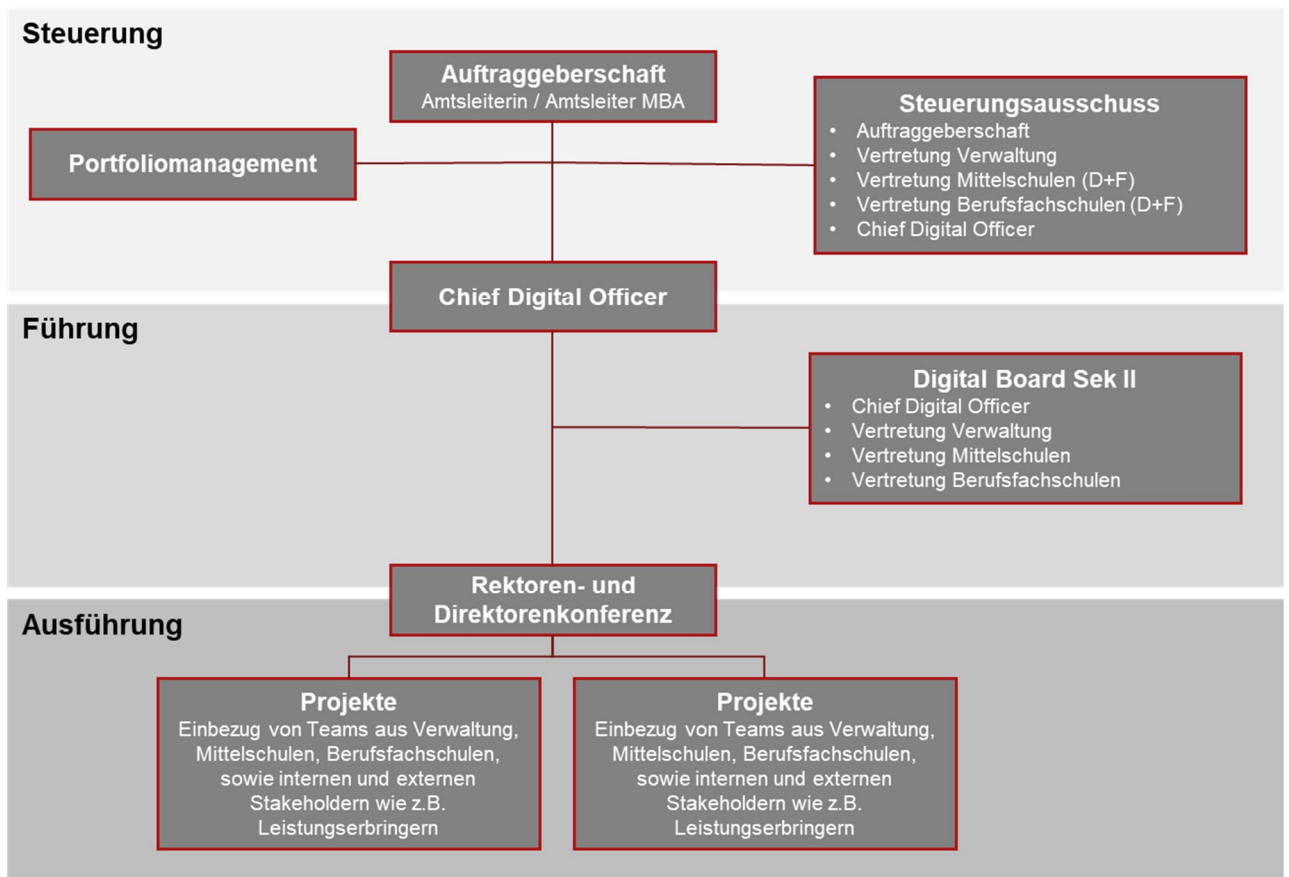 Steuerung
Auftraggeberschaft
Amtsleiterin / Amtsleiter MBA
Portfoliomanagement
Steuerungsausschuss
• Auftraggeberschaft
• Vertretung Verwaltung
• Vertretung Mittelschulen (D+F)
• Vertretung Berufsfachschulen (D+F)
• Chief Digital Officer
Chief Digital Officer
Führung
Digital Board Sek II
• Chief Digital Officer
• Vertretung Verwaltung
• Vertretung Mittelschulen
• Vertretung Berufsfachschulen
Rektoren- und
Direktorenkonferenz
Ausführung
Projekte
Einbezug von Teams aus Verwaltung,
Mittelschulen, Berufsfachschulen,
sowie internen und externen
Stakeholdern wie z.B.
Leistungserbringern
Projekte
Einbezug von Teams aus Verwaltung,
Mittelschulen, Berufsfachschulen,
sowie internen und externen
Stakeholdern wie z.B.
Leistungserbringern